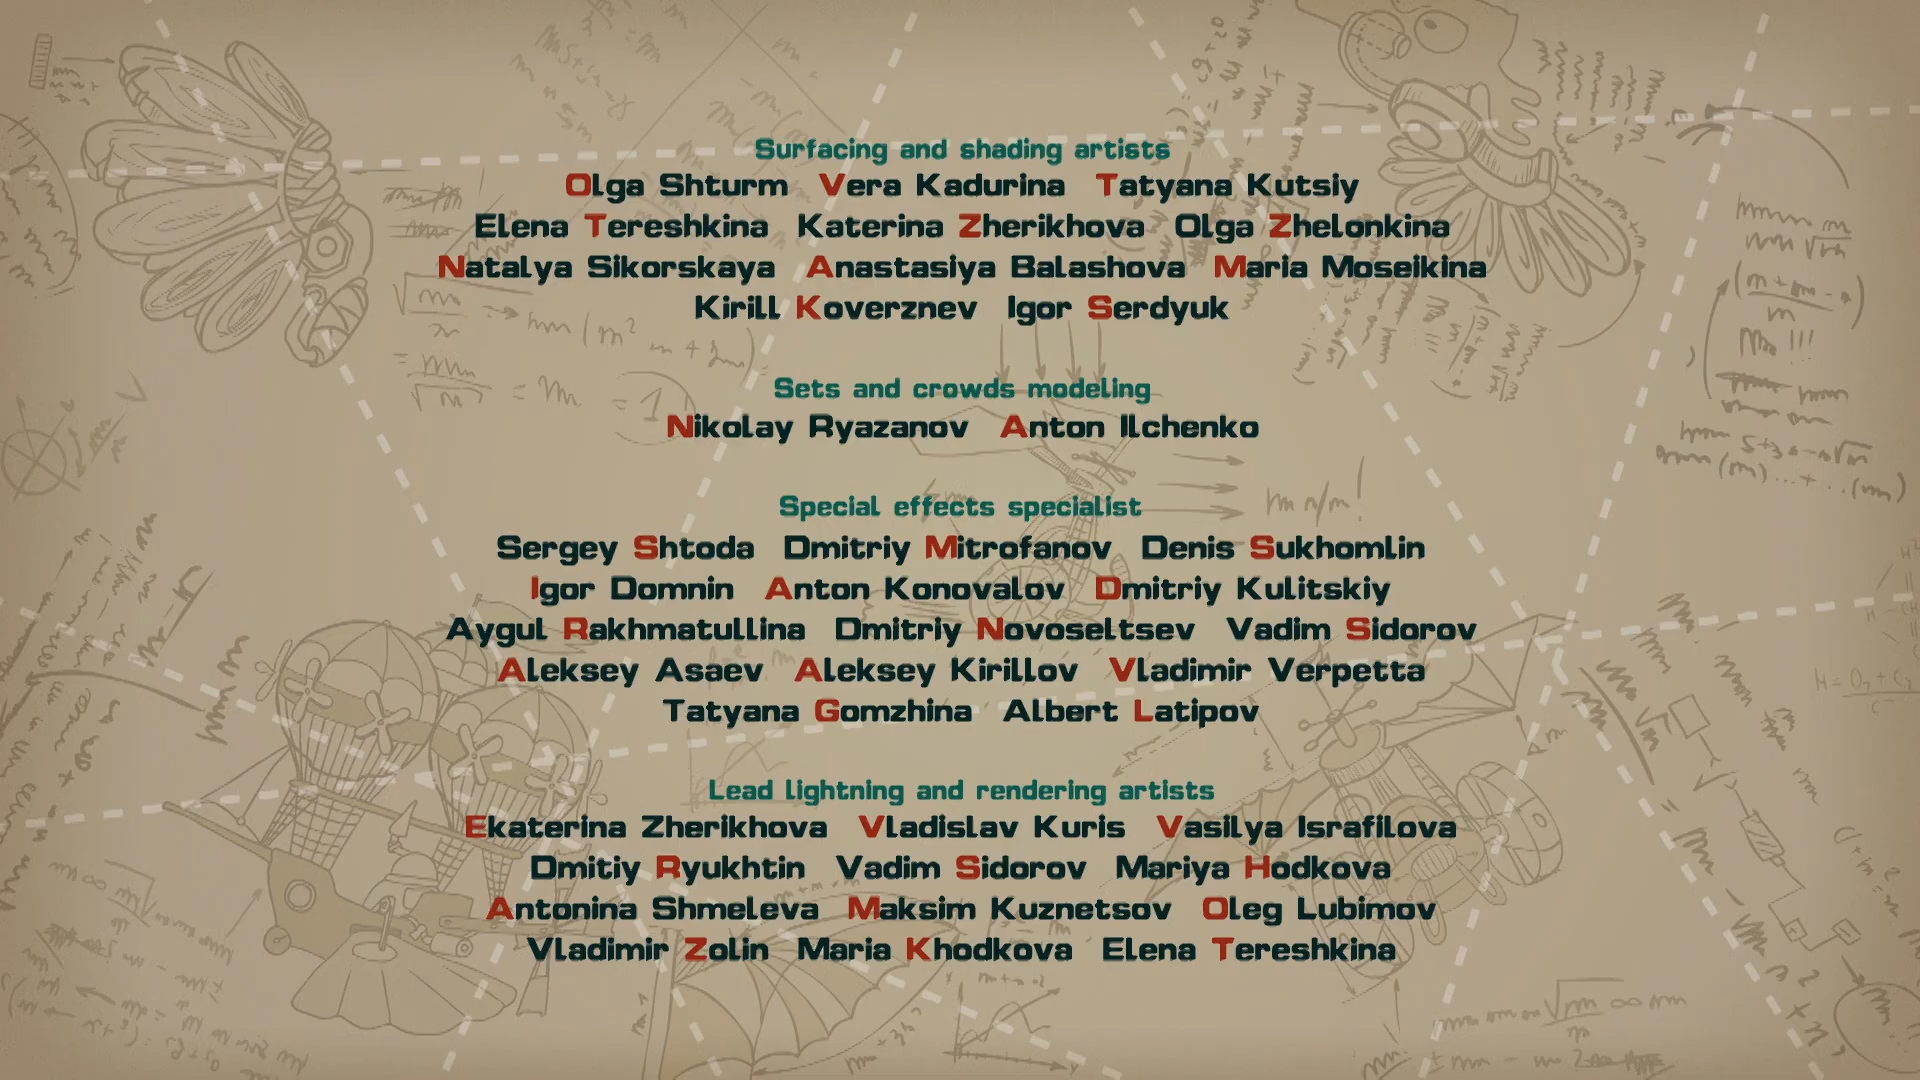 Surfacing and shading artists
Olga Shturm Vera Kadurina Tatyana Kutsiy
Elena Tereshkina Katerina Zherikhova Olga Zhelonkina
Natalya Sikorskaya Anastasiya Balashova Maria Moseikina
Kirill Koverznev Igor Serdyuk
Sets and crowds modeling
Nikolay Ryazanov Anton Ilchenko
Special effects specialist
Sergey Shtoda Dmitriy Mitrofanov Denis Sukhomlin
Igor Domnin Anton Konovalov Dmitriy Kulitskiy
Aygul Rakhmatullina Dmitriy Novoseltsev Vadim Sidorov
Aleksey Asaev Aleksey Kirillov Vladimir Verpetta
Tatyana Gomzhina Albert Latipov
Lead lightning and rendering artists
Ekaterina Zherikhova Vladislav Kuris Vasilya Israfilova
Dmitiy Ryukhtin Vadim Sidorov Mariya Hodkova
Antonina Shmeleva Maksim Kuznetsov Oleg Lubimov
Vladimir Zolin Maria Khodkova Elena Tereshkina